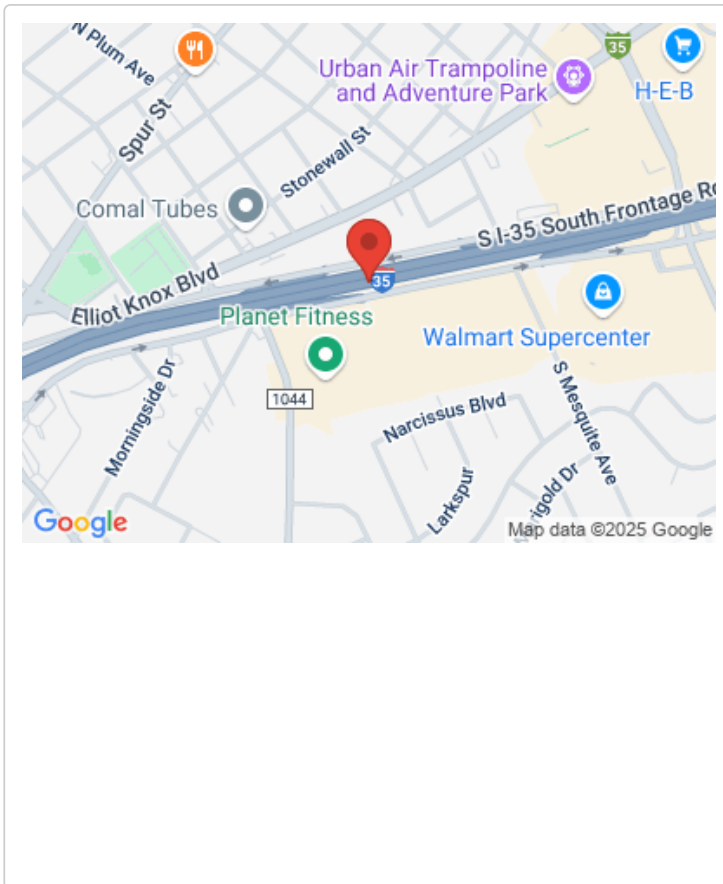 N Plum Ave
Spur St
Urban Air Trampoline
and Adventure Park
35
H-E-B
Stonewall St
Comal Tubes
S I-35 South Frontage Ro
Elliot Knox Blvd
35
Planet Fitness
Walmart Supercenter
1044
Morningside Dr
Narcissus Blvd
S Mesquite Ave
Larkspur
rigold Dr
Google
Map data ©2025 Google